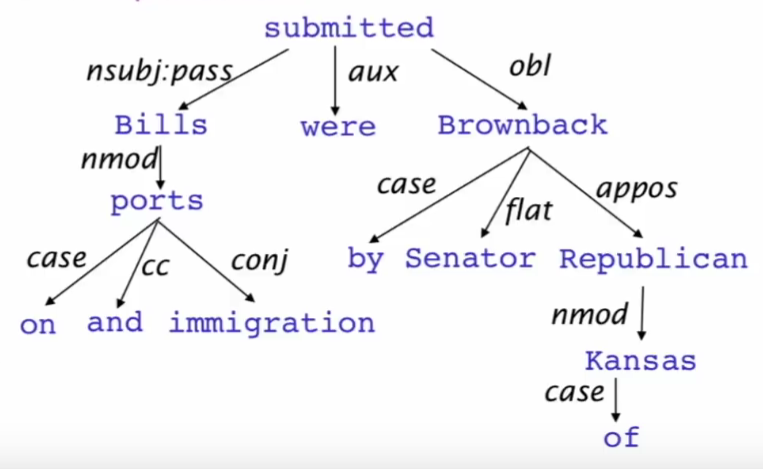 submitted
nsubj:pass aux obl
Bills were Brownback
nmod case flat appos
ports
case cc conj by Senator Republican
on and immigration nmod
Kansas
case
of